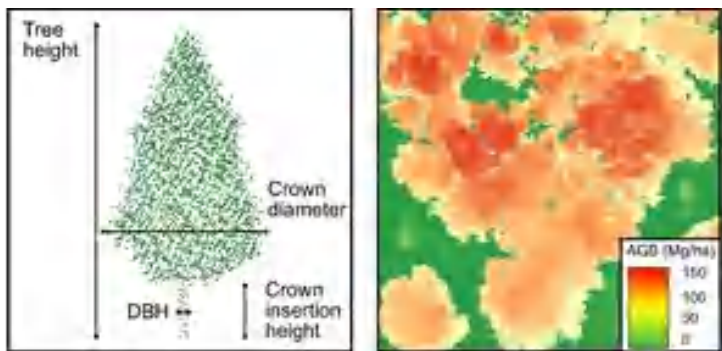 Tree
height
Crown
diameter
DBH
Crown
insertion
height
AGB (Mg/ha)
150
100
50
0